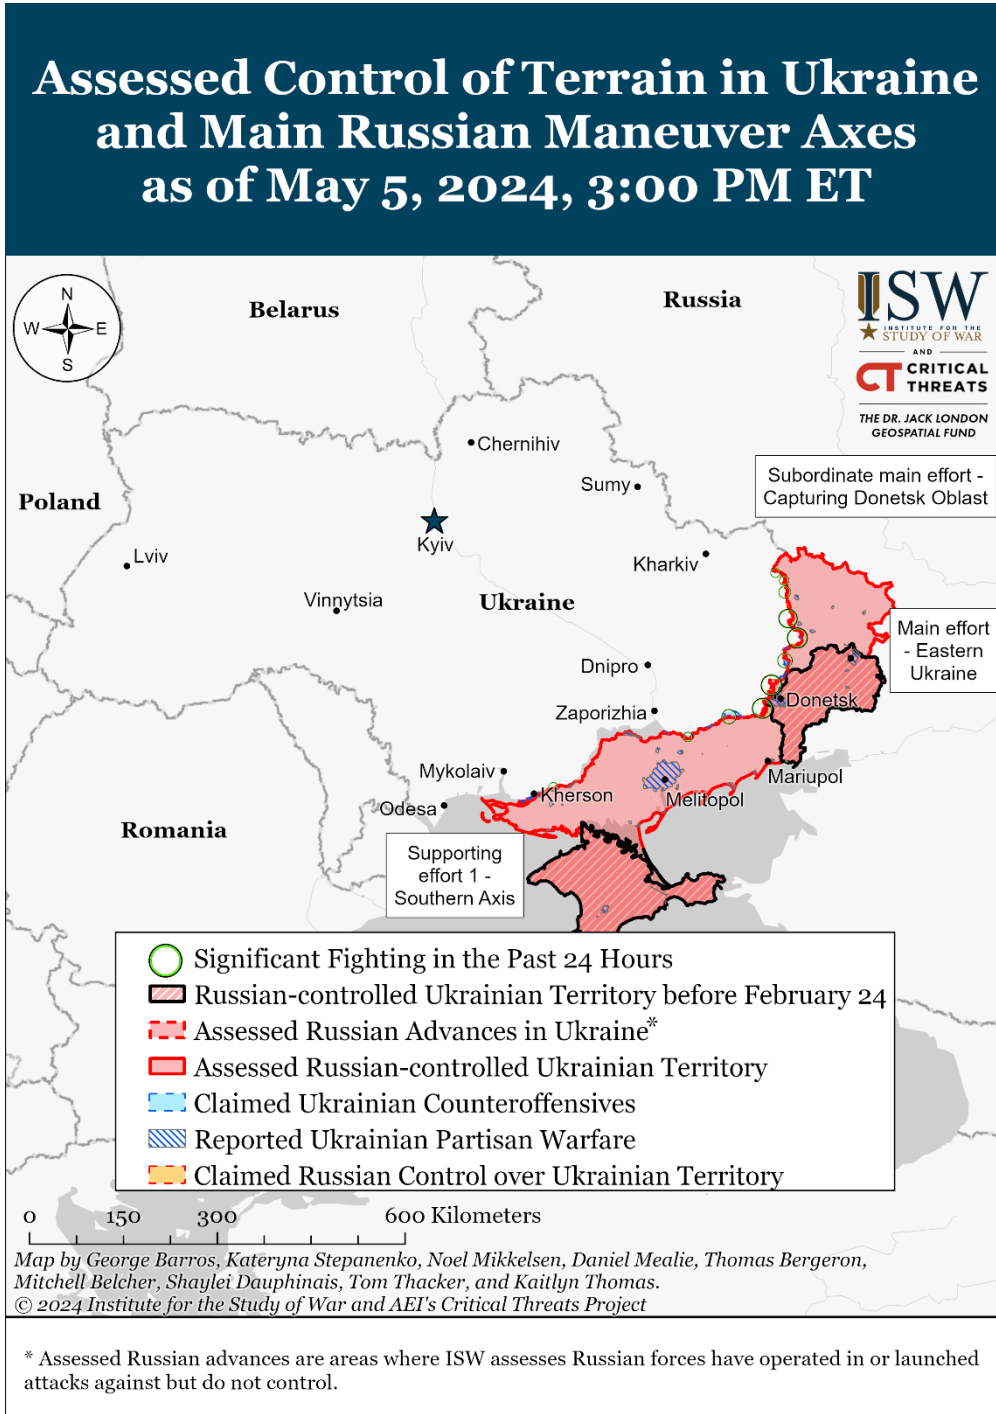 Assessed Control of Terrain in Ukraine
and Main Russian Maneuver Axes
as of May 5, 2024, 3:00 PM ET
N
W E
S
Belarus
Russia
ISW
INSTITUTE FOR THE
STUDY OF WAR
AND
CT CRITICAL
THREATS
THE DR. JACK LONDON
GEOSPATIAL FUND
Chernihiv
Subordinate main effort -
Capturing Donetsk Oblast
Sumy
Poland
Kyiv
Lviv
Kharkiv
Vinnytsia
Ukraine
Main effort
- Eastern
Ukraine
Dnipro
Donetsk
Zaporizhia
Mykolaiv
Mariupol
Kherson
Melitopol
Odesa
Romania
Supporting
effort 1 -
Southern Axis
Significant Fighting in the Past 24 Hours
Russian-controlled Ukrainian Territory before February 24
Assessed Russian Advances in Ukraine*
Assessed Russian-controlled Ukrainian Territory
Claimed Ukrainian Counteroffensives
Reported Ukrainian Partisan Warfare
Claimed Russian Control over Ukrainian Territory
0 150 300 600 Kilometers
Map by George Barros, Kateryna Stepanenko, Noel Mikkelsen, Daniel Mealie, Thomas Bergeron,
Mitchell Belcher, Shaylei Dauphinais, Tom Thacker, and Kaitlyn Thomas.
© 2024 Institute for the Study of War and AEI's Critical Threats Project
* Assessed Russian advances are areas where ISW assesses Russian forces have operated in or launched
attacks against but do not control.